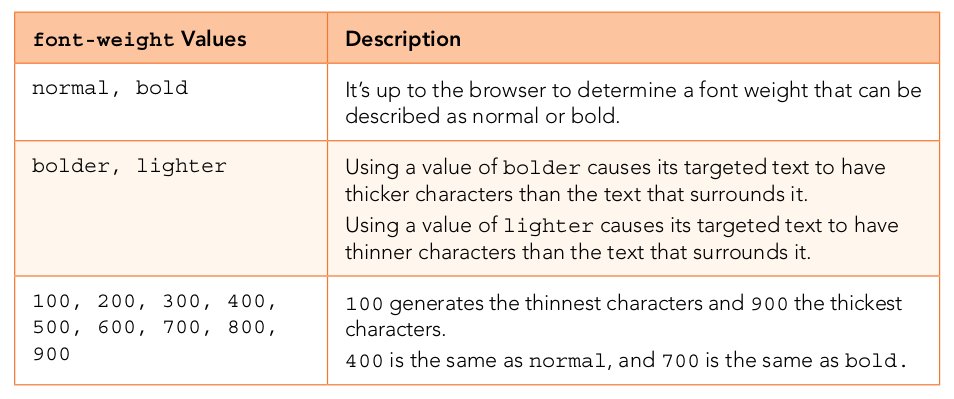 font-weight Values
Description
normal, bold
It's up to the browser to determine a font weight that can be
described as normal or bold.
bolder, lighter
Using a value of bolder causes its targeted text to have
thicker characters than the text that surrounds it.
Using a value of lighter causes its targeted text to have
thinner characters than the text that surrounds it.
100, 200, 300, 400,
500, 600, 700, 800,
900
100 generates the thinnest characters and 900 the thickest
characters.
400 is the same as normal, and 700 is the same as bold.